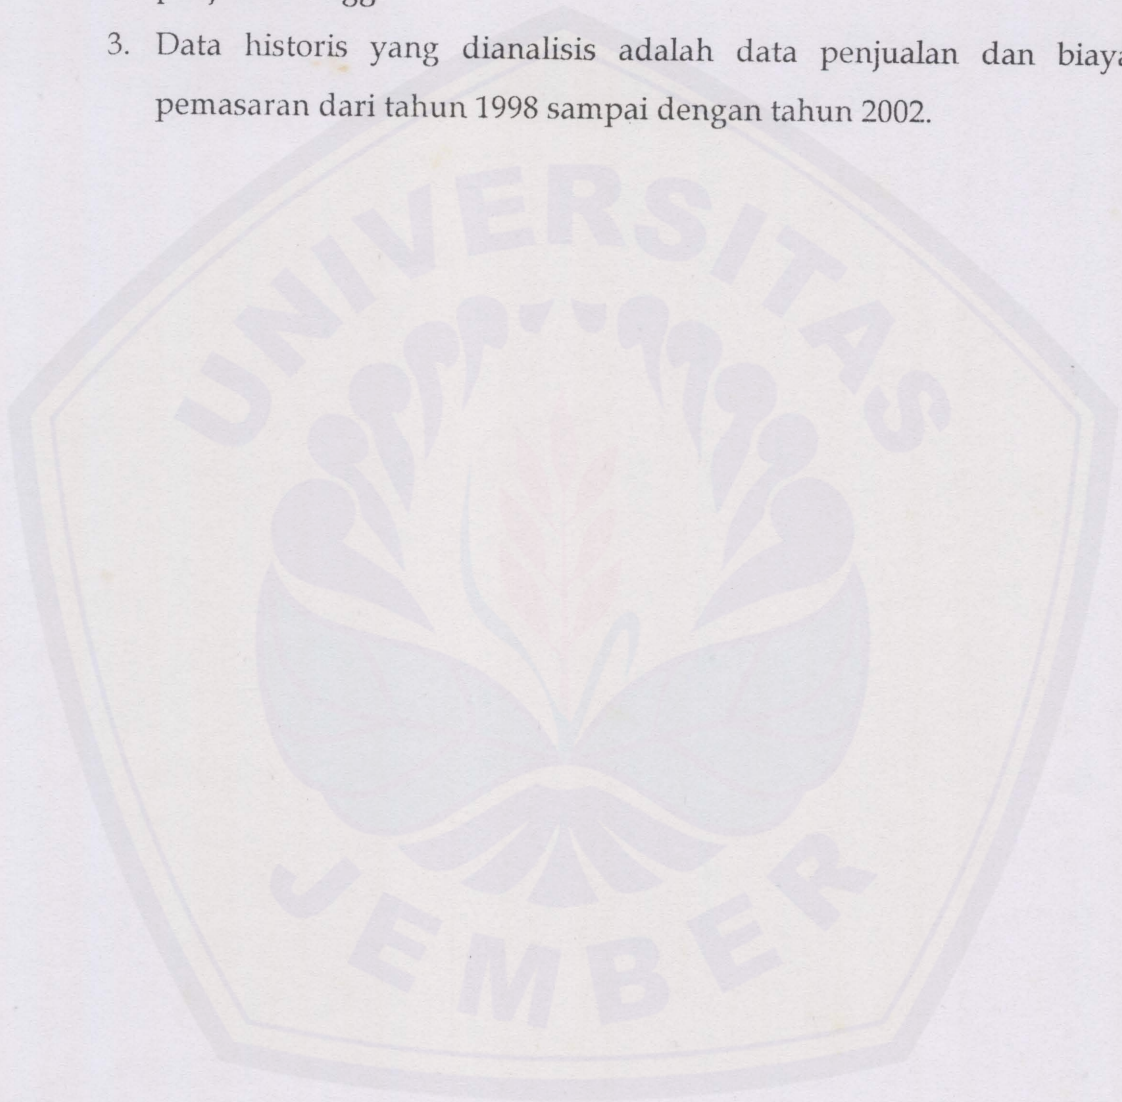 3. Data historis yang dianalisis adalah data penjualan dan biaya
pemasaran dari tahun 1998 sampai dengan tahun 2002.
UNIVERSITAS
JEMBER